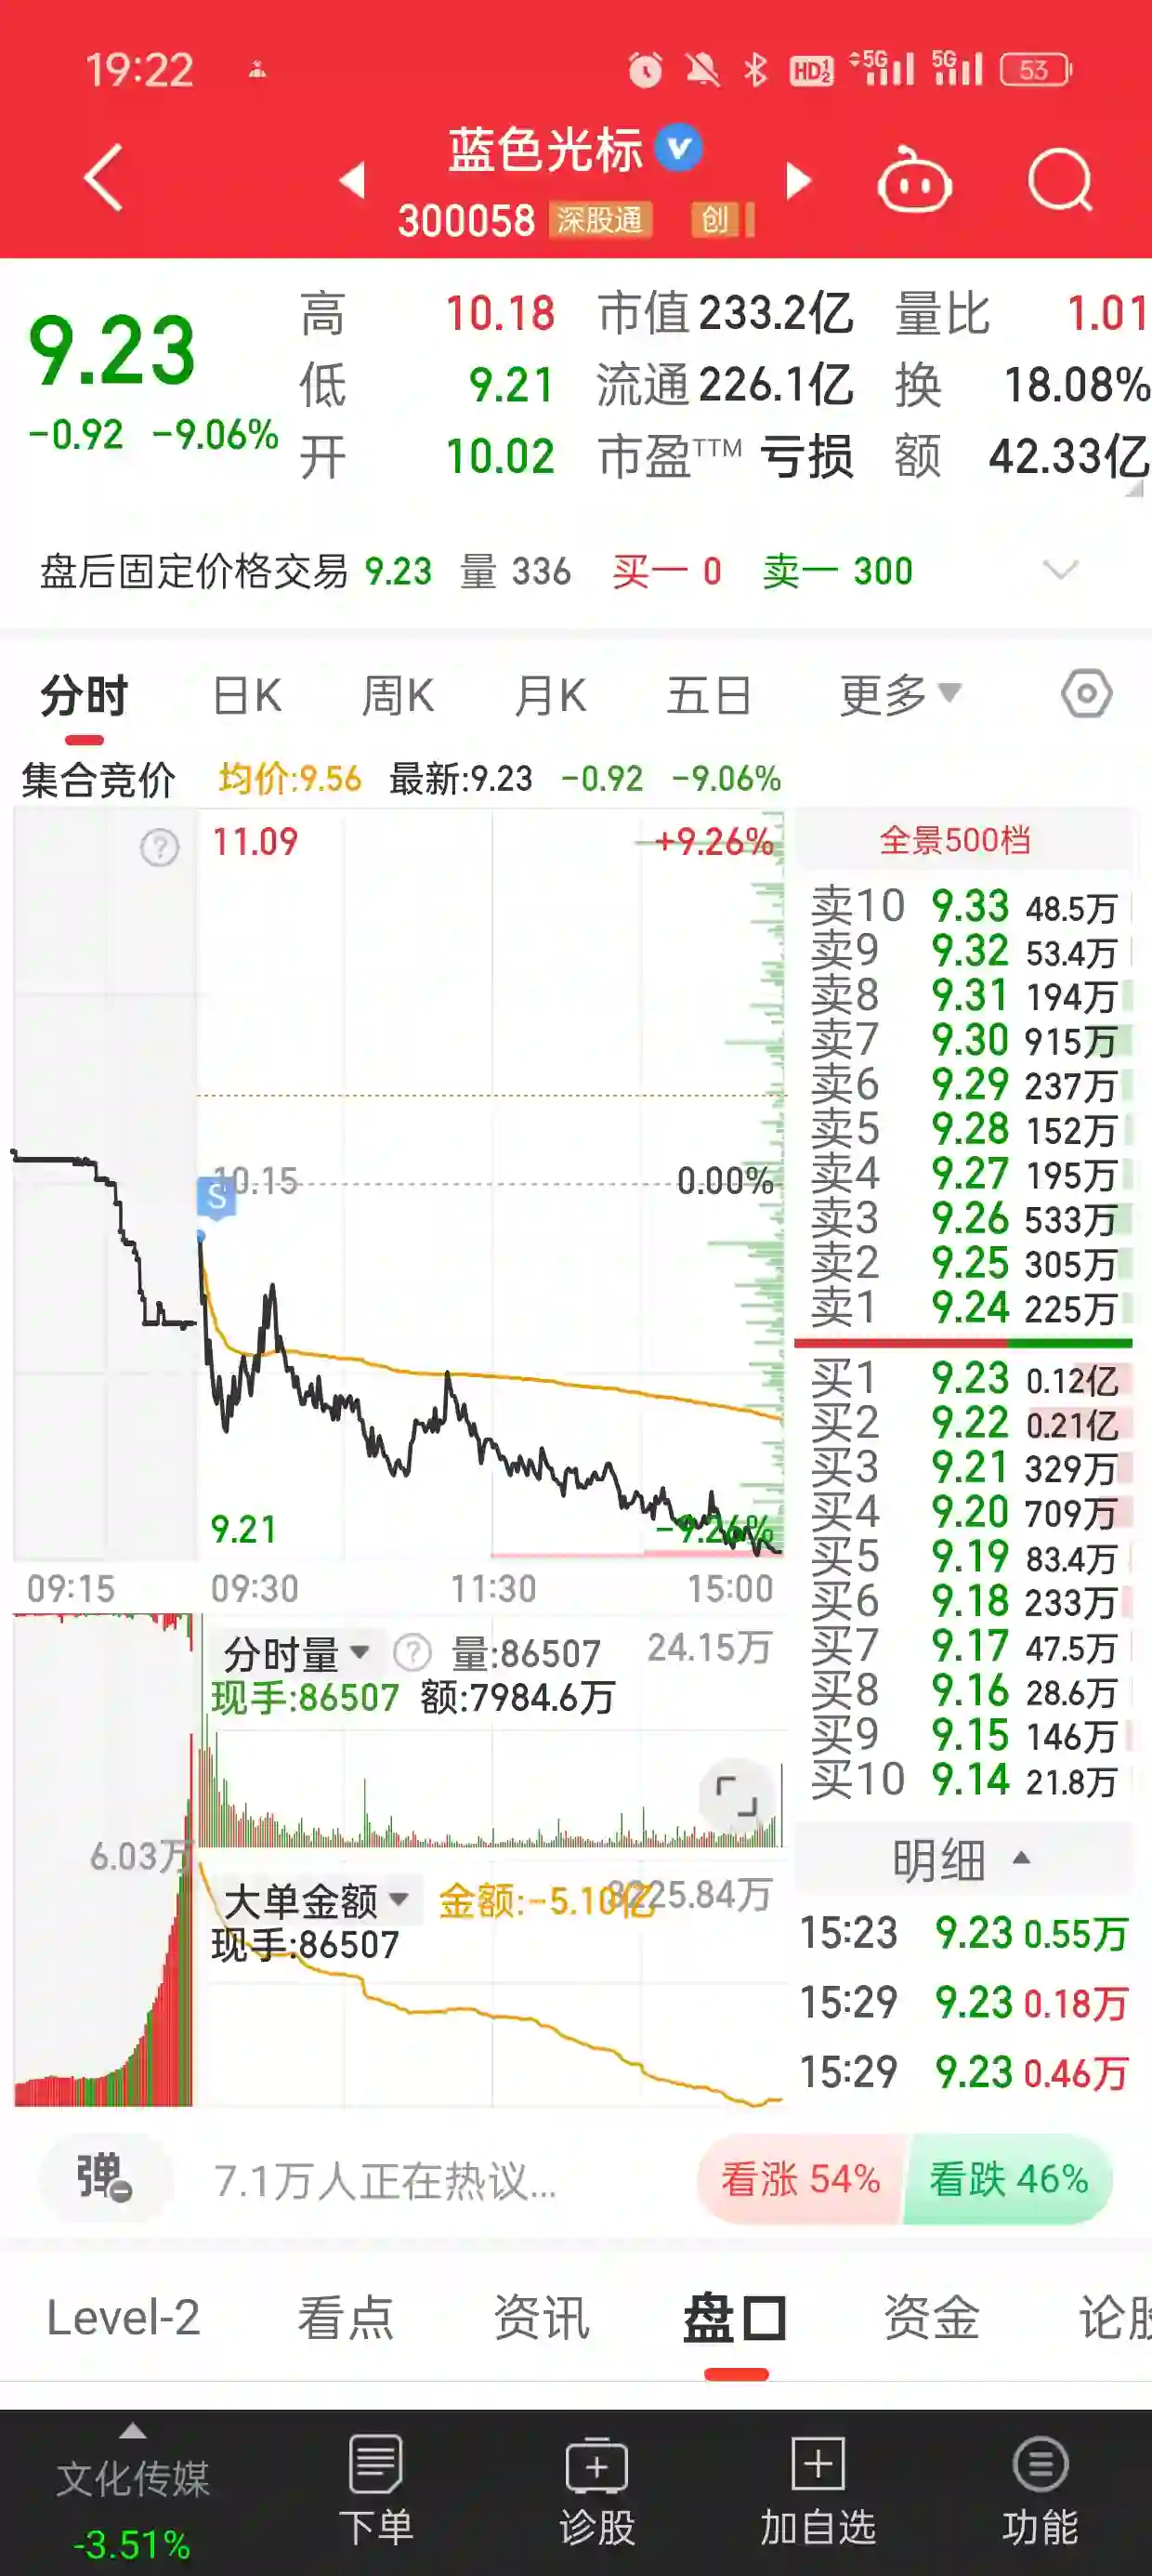 19:22 HD 5G 5G 53
蓝色光标
300058 深股通 创
9.23
-0.92 -9.06%
高 10.18 市值 233.2亿 量比 1.01
低 9.21 流通 226.1亿 换 18.08%
开 10.02 市盈TTM 亏损 额 42.33亿
盘后固定价格交易 9.23 量 336 买一 0 卖一 300
分时 日K 周K 月K 五日 更多
集合竞价 均价:9.56 最新:9.23 -0.92 -9.06%
11.09 +9.26%
10.15 0.00%
S
9.21 -9.26%
09:15 09:30 11:30 15:00
全景500档
卖10 9.33 48.5万
卖9 9.32 53.4万
卖8 9.31 194万
卖7 9.30 915万
卖6 9.29 237万
卖5 9.28 152万
卖4 9.27 195万
卖3 9.26 533万
卖2 9.25 305万
卖1 9.24 225万
买1 9.23 0.12亿
买2 9.22 0.21亿
买3 9.21 329万
买4 9.20 709万
买5 9.19 83.4万
买6 9.18 233万
买7 9.17 47.5万
买8 9.16 28.6万
买9 9.15 146万
买10 9.14 21.8万
分时量 量:86507 24.15万
现手:86507 额:7984.6万
6.03万
大单金额 金额:-5.10亿 225.84万
现手:86507
明细
15:23 9.23 0.55万
15:29 9.23 0.18万
15:29 9.23 0.46万
弹 7.1万人正在热议... 看涨 54% 看跌 46%
Level-2 看点 资讯 盘口 资金 论股
文化传媒 下单 诊股 加自选 功能
-3.51%